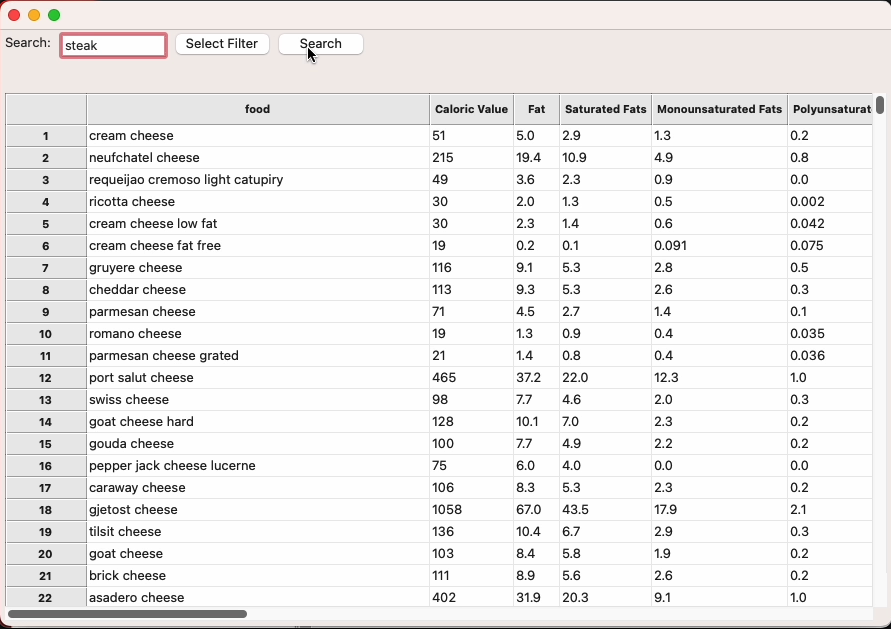 Search: steak Select Filter Search
food Caloric Value Fat Saturated Fats Monounsaturated Fats Polyunsaturat
1 cream cheese 51 5.0 2.9 1.3 0.2
2 neufchatel cheese 215 19.4 10.9 4.9 0.8
3 requeijao cremoso light catupiry 49 3.6 2.3 0.9 0.0
4 ricotta cheese 30 2.0 1.3 0.5 0.002
5 cream cheese low fat 30 2.3 1.4 0.6 0.042
6 cream cheese fat free 19 0.2 0.1 0.091 0.075
7 gruyere cheese 116 9.1 5.3 2.8 0.5
8 cheddar cheese 113 9.3 5.3 2.6 0.3
9 parmesan cheese 71 4.5 2.7 1.4 0.1
10 romano cheese 19 1.3 0.9 0.4 0.035
11 parmesan cheese grated 21 1.4 0.8 0.4 0.036
12 port salut cheese 465 37.2 22.0 12.3 1.0
13 swiss cheese 98 7.7 4.6 2.0 0.3
14 goat cheese hard 128 10.1 7.0 2.3 0.2
15 gouda cheese 100 7.7 4.9 2.2 0.2
16 pepper jack cheese lucerne 75 6.0 4.0 0.0 0.0
17 caraway cheese 106 8.3 5.3 2.3 0.2
18 gjetost cheese 1058 67.0 43.5 17.9 2.1
19 tilsit cheese 136 10.4 6.7 2.9 0.3
20 goat cheese 103 8.4 5.8 1.9 0.2
21 brick cheese 111 8.9 5.6 2.6 0.2
22 asadero cheese 402 31.9 20.3 9.1 1.0